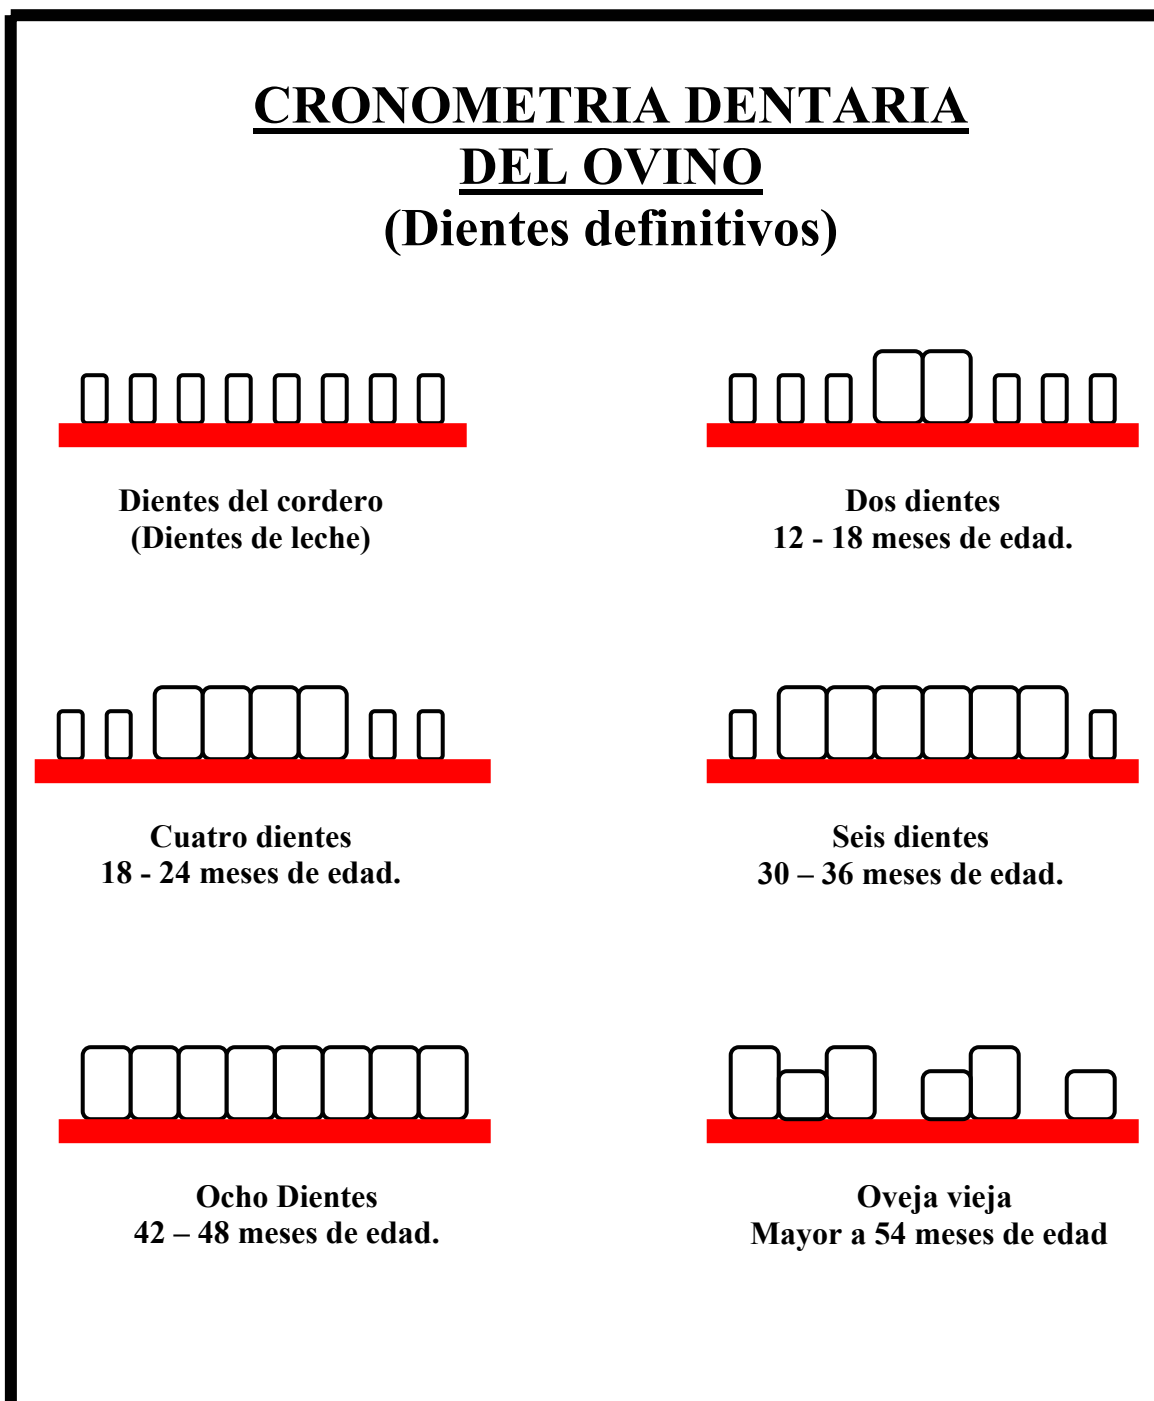 CRONOMETRIA DENTARIA
DEL OVINO
(Dientes definitivos)
Dientes del cordero
(Dientes de leche)
Dos dientes
12 - 18 meses de edad.
Cuatro dientes
18 - 24 meses de edad.
Seis dientes
30 – 36 meses de edad.
Ocho Dientes
42 – 48 meses de edad.
Oveja vieja
Mayor a 54 meses de edad